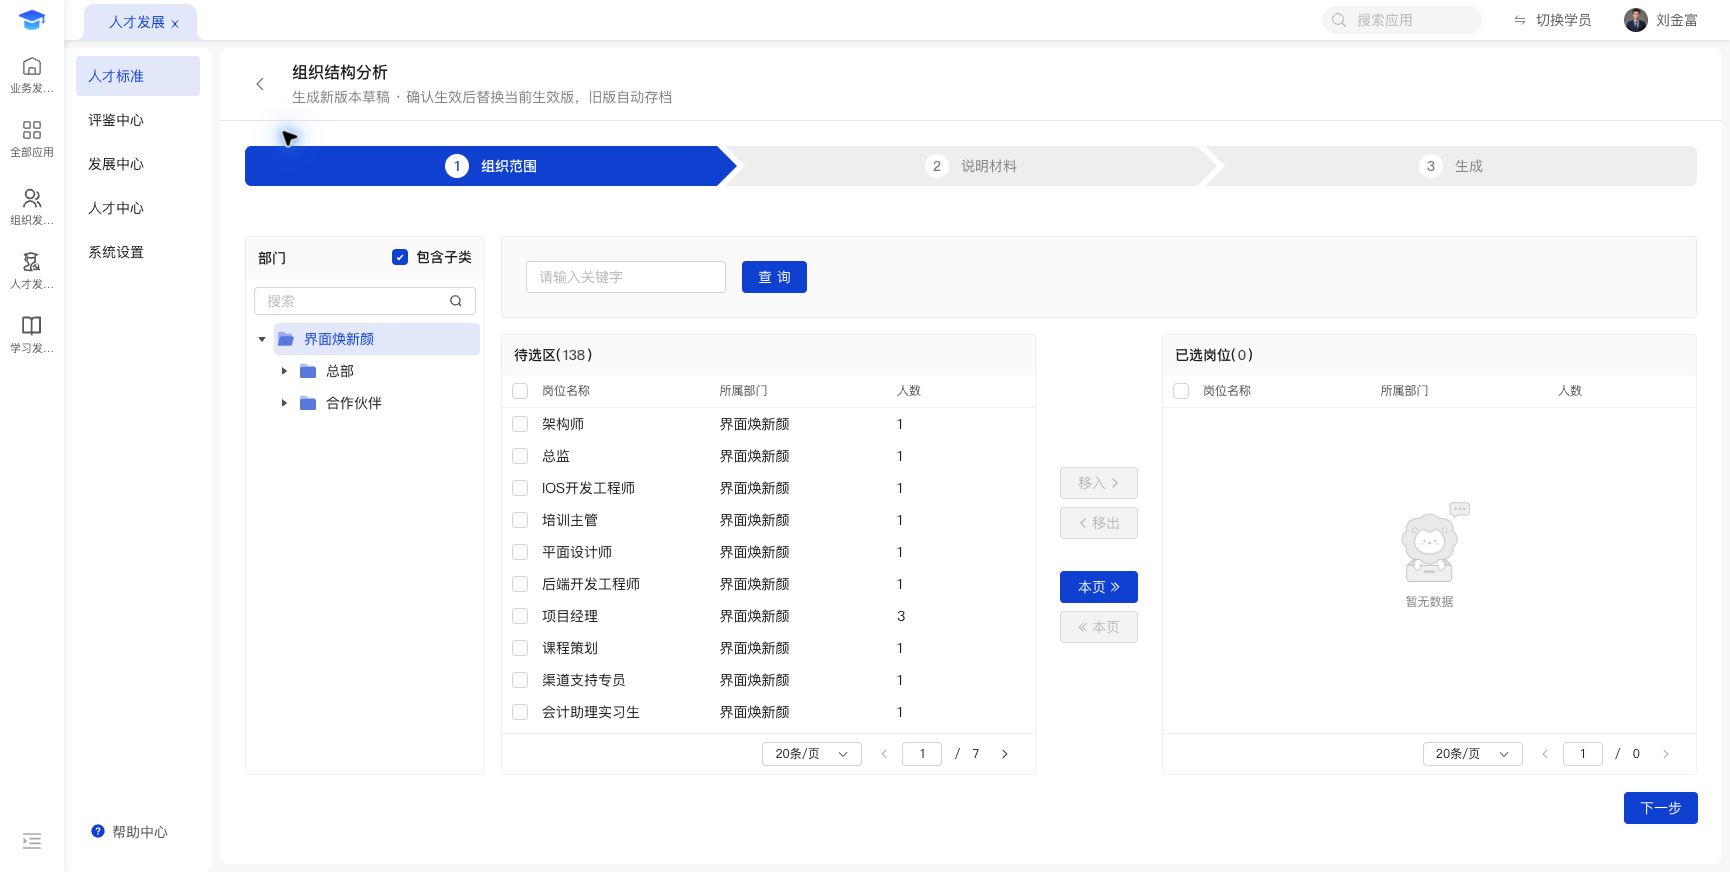 人才发展 x
搜索应用
切换学员
刘金富
业务发...
全部应用
组织发...
人才发...
学习发...
人才标准
评鉴中心
发展中心
人才中心
系统设置
帮助中心
组织结构分析
生成新版本草稿 · 确认生效后替换当前生效版，旧版自动存档
1 组织范围
2 说明材料
3 生成
部门
包含子类
搜索
界面焕新颜
总部
合作伙伴
请输入关键字
查 询
待选区(138)
岗位名称 所属部门 人数
架构师 界面焕新颜 1
总监 界面焕新颜 1
IOS开发工程师 界面焕新颜 1
培训主管 界面焕新颜 1
平面设计师 界面焕新颜 1
后端开发工程师 界面焕新颜 1
项目经理 界面焕新颜 3
课程策划 界面焕新颜 1
渠道支持专员 界面焕新颜 1
会计助理实习生 界面焕新颜 1
20条/页 1 / 7
移入
移出
本页
本页
已选岗位(0)
岗位名称 所属部门 人数
暂无数据
20条/页 1 / 0
下一步